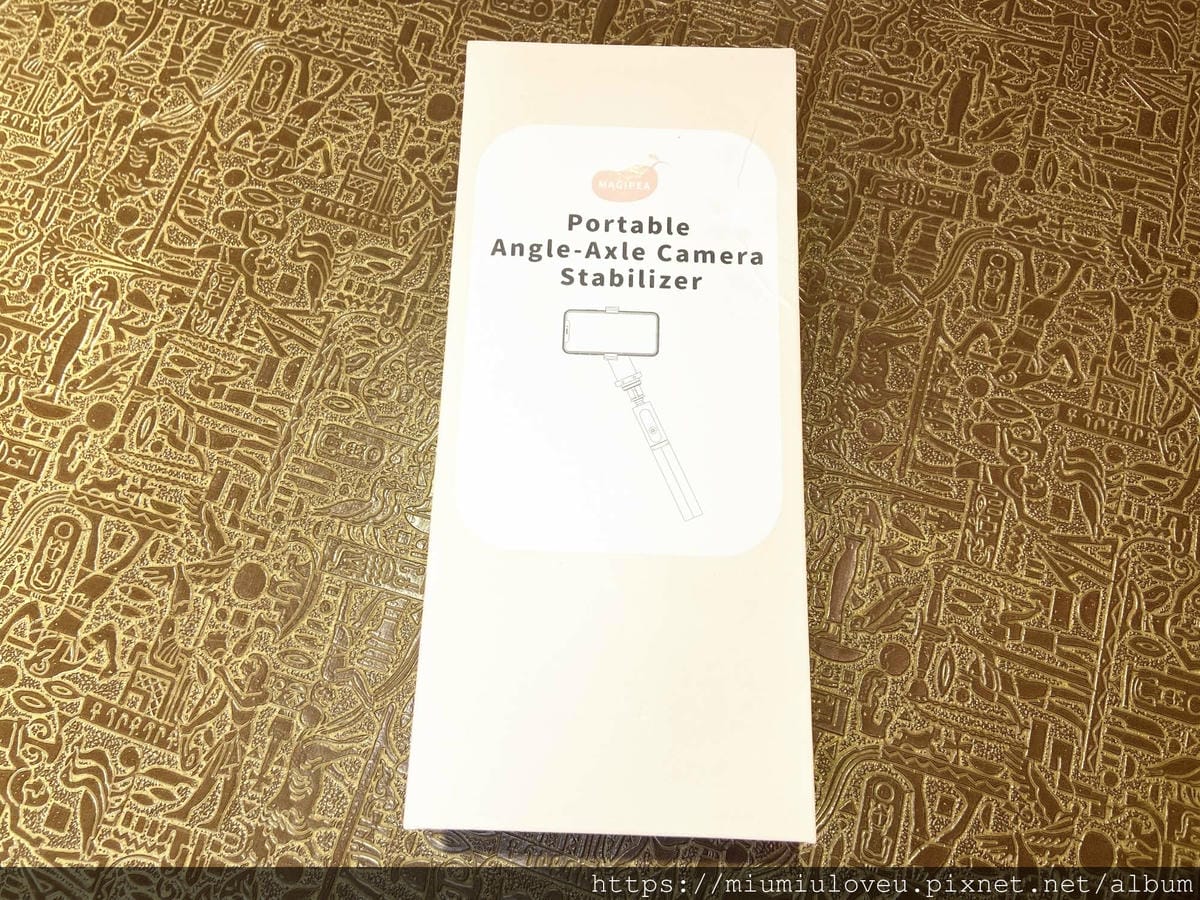 MAGIPEA
Portable
Angle-Axle Camera
Stabilizer
https://miumiuloveu.pixnet.net/album